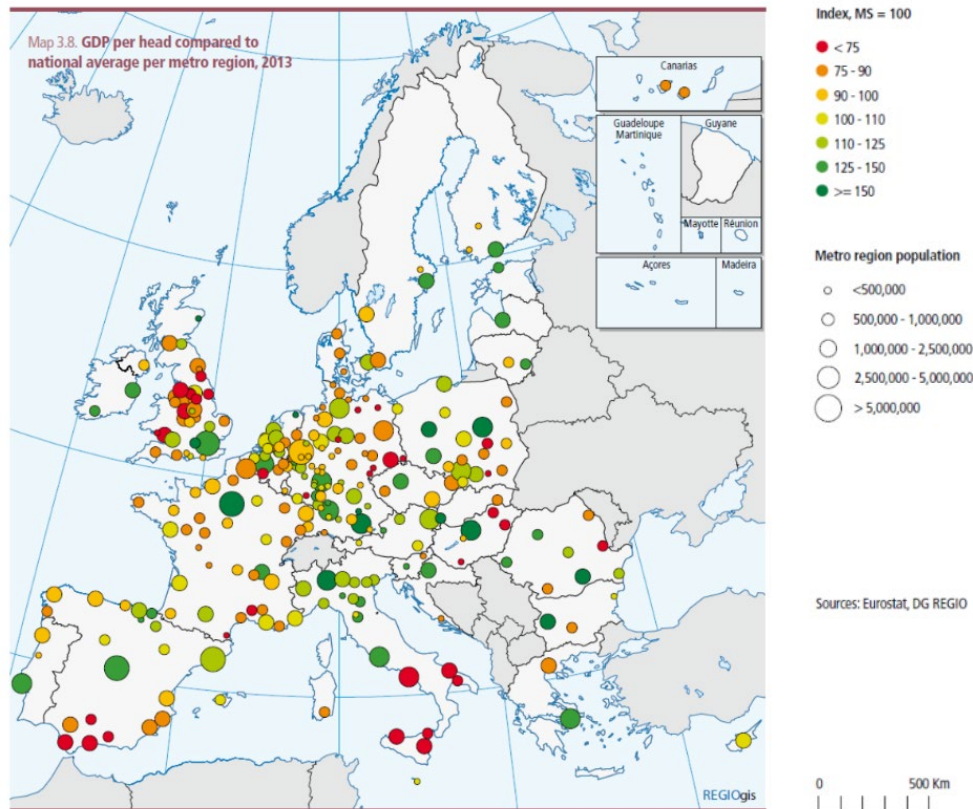 Map 3.8. GDP per head compared to
national average per metro region, 2013
Canarias
Guadeloupe
Martinique
Guyane
Mayotte
Réunion
Açores
Madeira
REGIOgis
Index, MS = 100
< 75
75 - 90
90 - 100
100 - 110
110 - 125
125 - 150
>= 150
Metro region population
<500,000
500,000 - 1,000,000
1,000,000 - 2,500,000
2,500,000 - 5,000,000
> 5,000,000
Sources: Eurostat, DG REGIO
0 500 Km